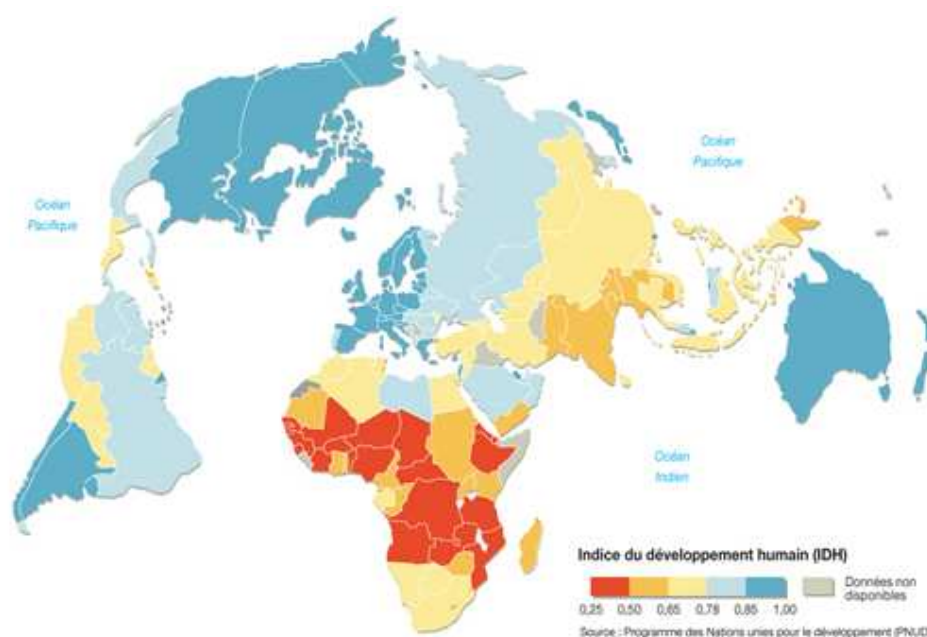 Océan
Pacifique
Océan
Pacifique
Océan
Indien
Indice du développement humain (IDH)
Données non
disponibles
0,25 0,50 0,65 0,78 0,85 1,00
Source : Programme des Nations unies pour le développement (PNUD